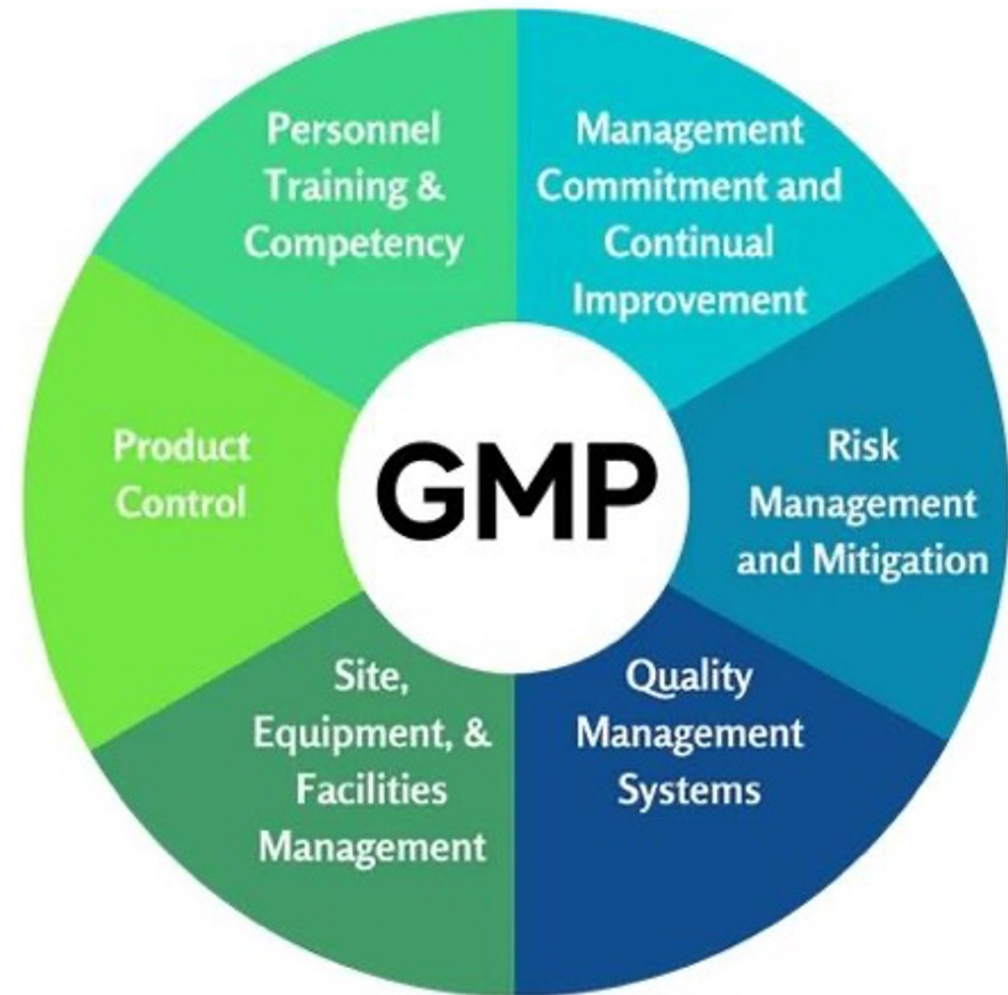 Personnel
Training &
Competency
Management
Commitment and
Continual
Improvement
Product
Control
GMP
Risk
Management
and Mitigation
Site,
Equipment, &
Facilities
Management
Quality
Management
Systems